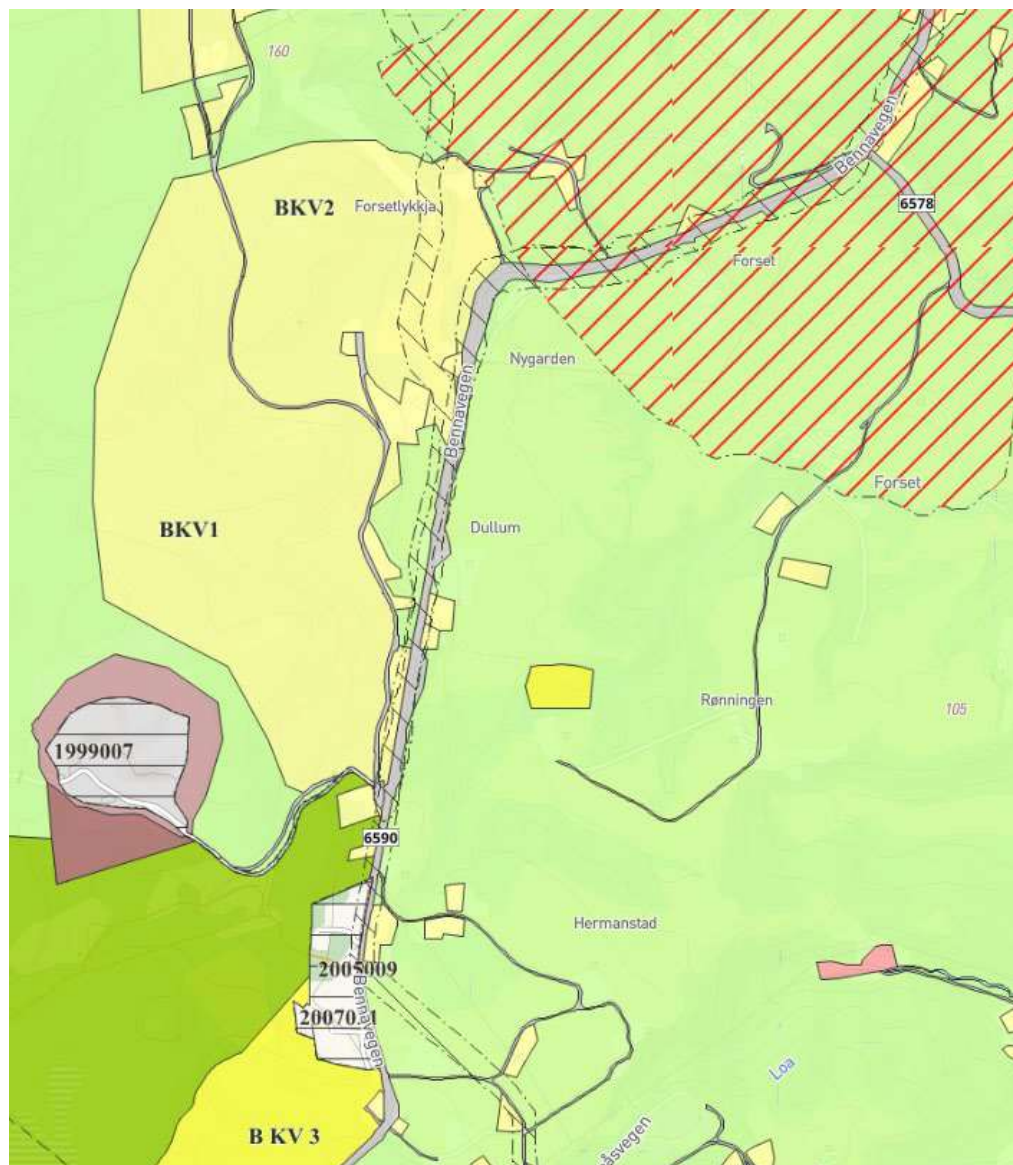 160
BKV2
Forsetlykkja
Bennavegen
6578
Forset
Nygarden
Bennavegen
Forset
BKV1
Dullum
Rønningen
105
1999007
6590
Hermanstad
2005009
Bennavegen
Loa
B KV 3